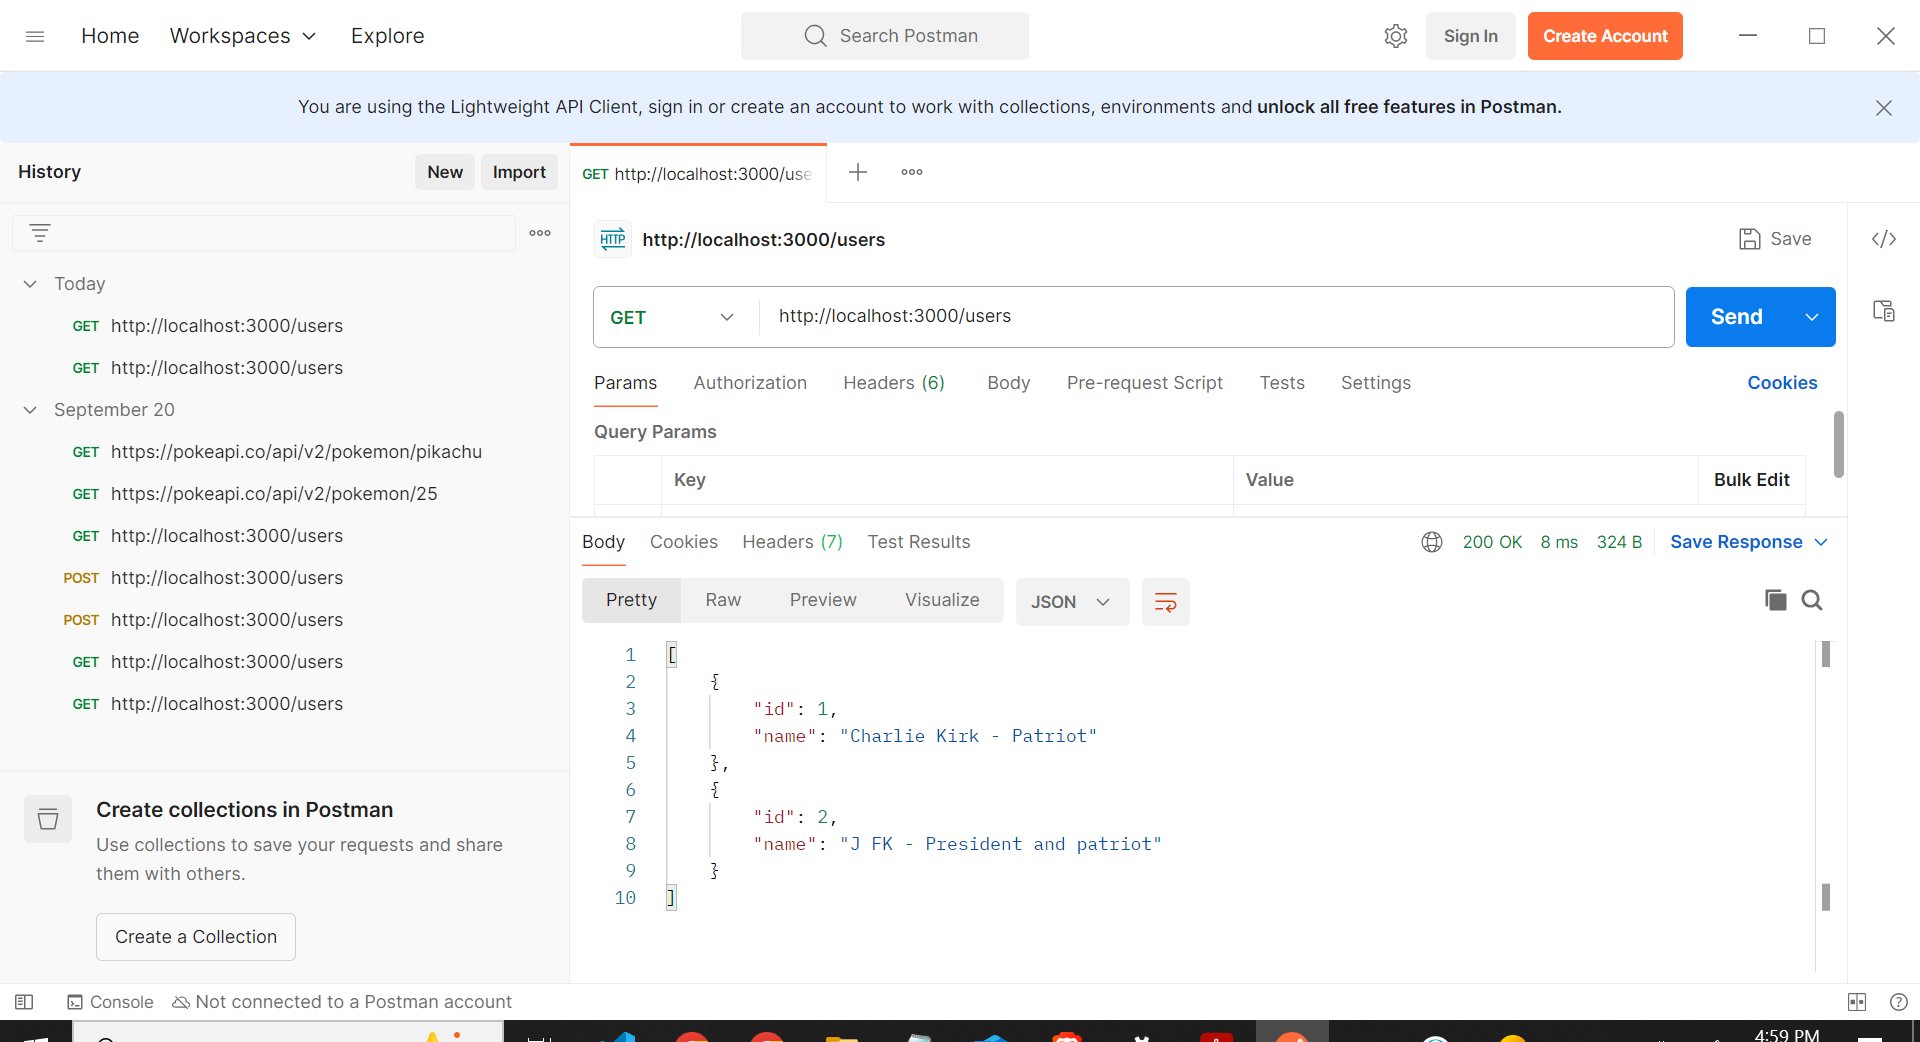 Home Workspaces Explore Search Postman Sign In Create Account
You are using the Lightweight API Client, sign in or create an account to work with collections, environments and unlock all free features in Postman.
History New Import
GET http://localhost:3000/use
HTTP http://localhost:3000/users Save
Today
GET http://localhost:3000/users
GET http://localhost:3000/users
September 20
GET https://pokeapi.co/api/v2/pokemon/pikachu
GET https://pokeapi.co/api/v2/pokemon/25
GET http://localhost:3000/users
POST http://localhost:3000/users
POST http://localhost:3000/users
GET http://localhost:3000/users
GET http://localhost:3000/users
Create collections in Postman
Use collections to save your requests and share
them with others.
Create a Collection
GET http://localhost:3000/users Send
Params Authorization Headers (6) Body Pre-request Script Tests Settings Cookies
Query Params
Key Value Bulk Edit
Body Cookies Headers (7) Test Results 200 OK 8 ms 324 B Save Response
Pretty Raw Preview Visualize JSON
1 [
2 {
3 "id": 1,
4 "name": "Charlie Kirk - Patriot"
5 },
6 {
7 "id": 2,
8 "name": "J FK - President and patriot"
9 }
10 ]
Console Not connected to a Postman account
4:59 PM